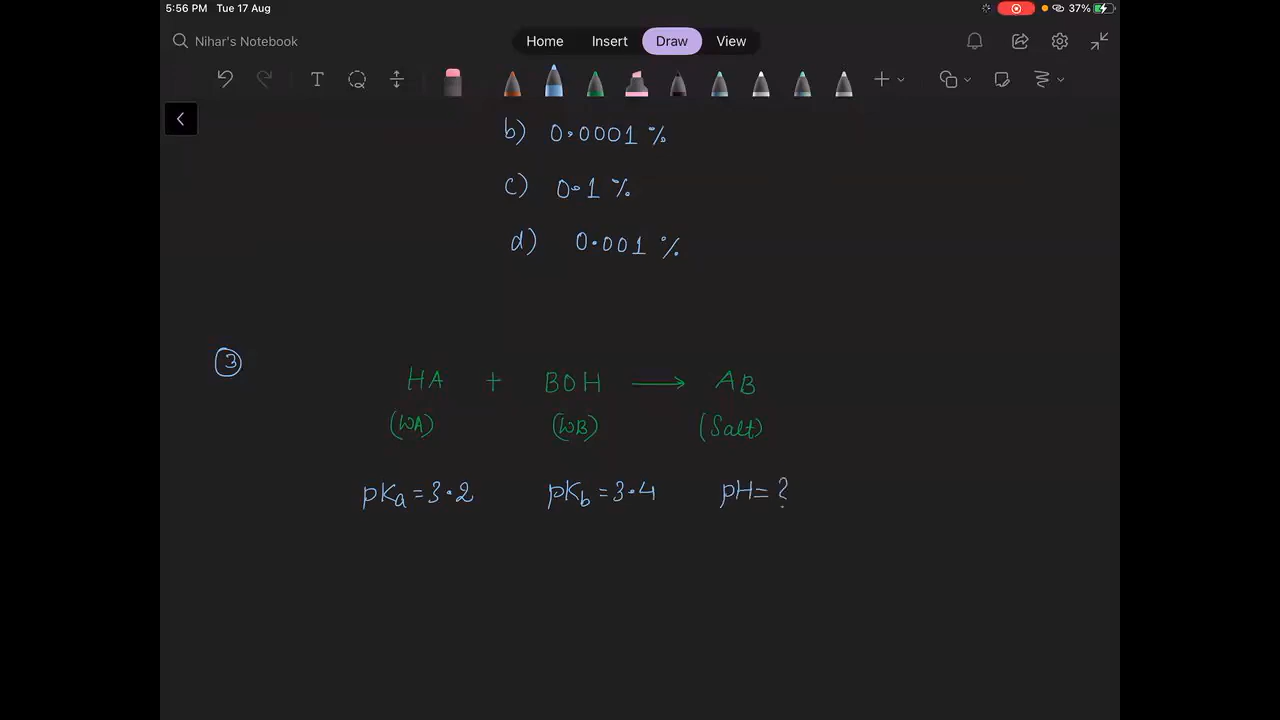 5:56 PM Tue 17 Aug 37%
Nihar's Notebook Home Insert Draw View
T
b) 0.0001 %
c) 0.1 %
d) 0.001 %
3 HA + BOH → AB
(WA) (WB) (Salt)
pKa = 3.2 pKb = 3.4 pH = ?